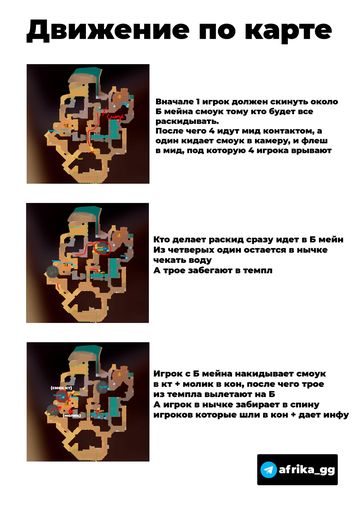 Движение по карте
Вначале 1 игрок должен скинуть около
Б мейна смоук тому кто будет все
раскидывать.
После чего 4 идут мид контактом, а
один кидает смоук в камеру, и флеш
в мид, под которую 4 игрока врывают
Кто делает раскид сразу идет в Б мейн
Из четверых один остается в нычке
чекать воду
А трое забегают в темпл
Игрок с Б мейна накидывает смоук
в кт + молик в кон, после чего трое
из темпла вылетают на Б
А игрок в нычке забирает в спину
игроков которые шли в кон + дает инфу
afrika_gg